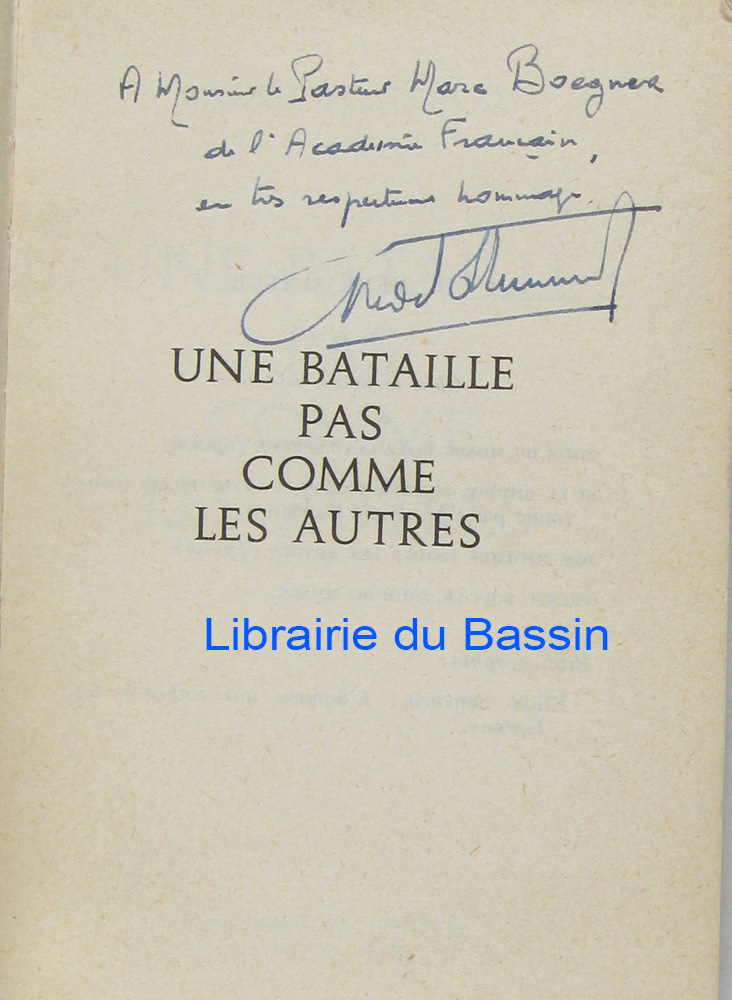 A Monsieur le Pasteur Marc Boegner
de l'Académie Française,
en très respectueux hommage.
UNE BATAILLE
PAS
COMME
LES AUTRES
Librairie du Bassin